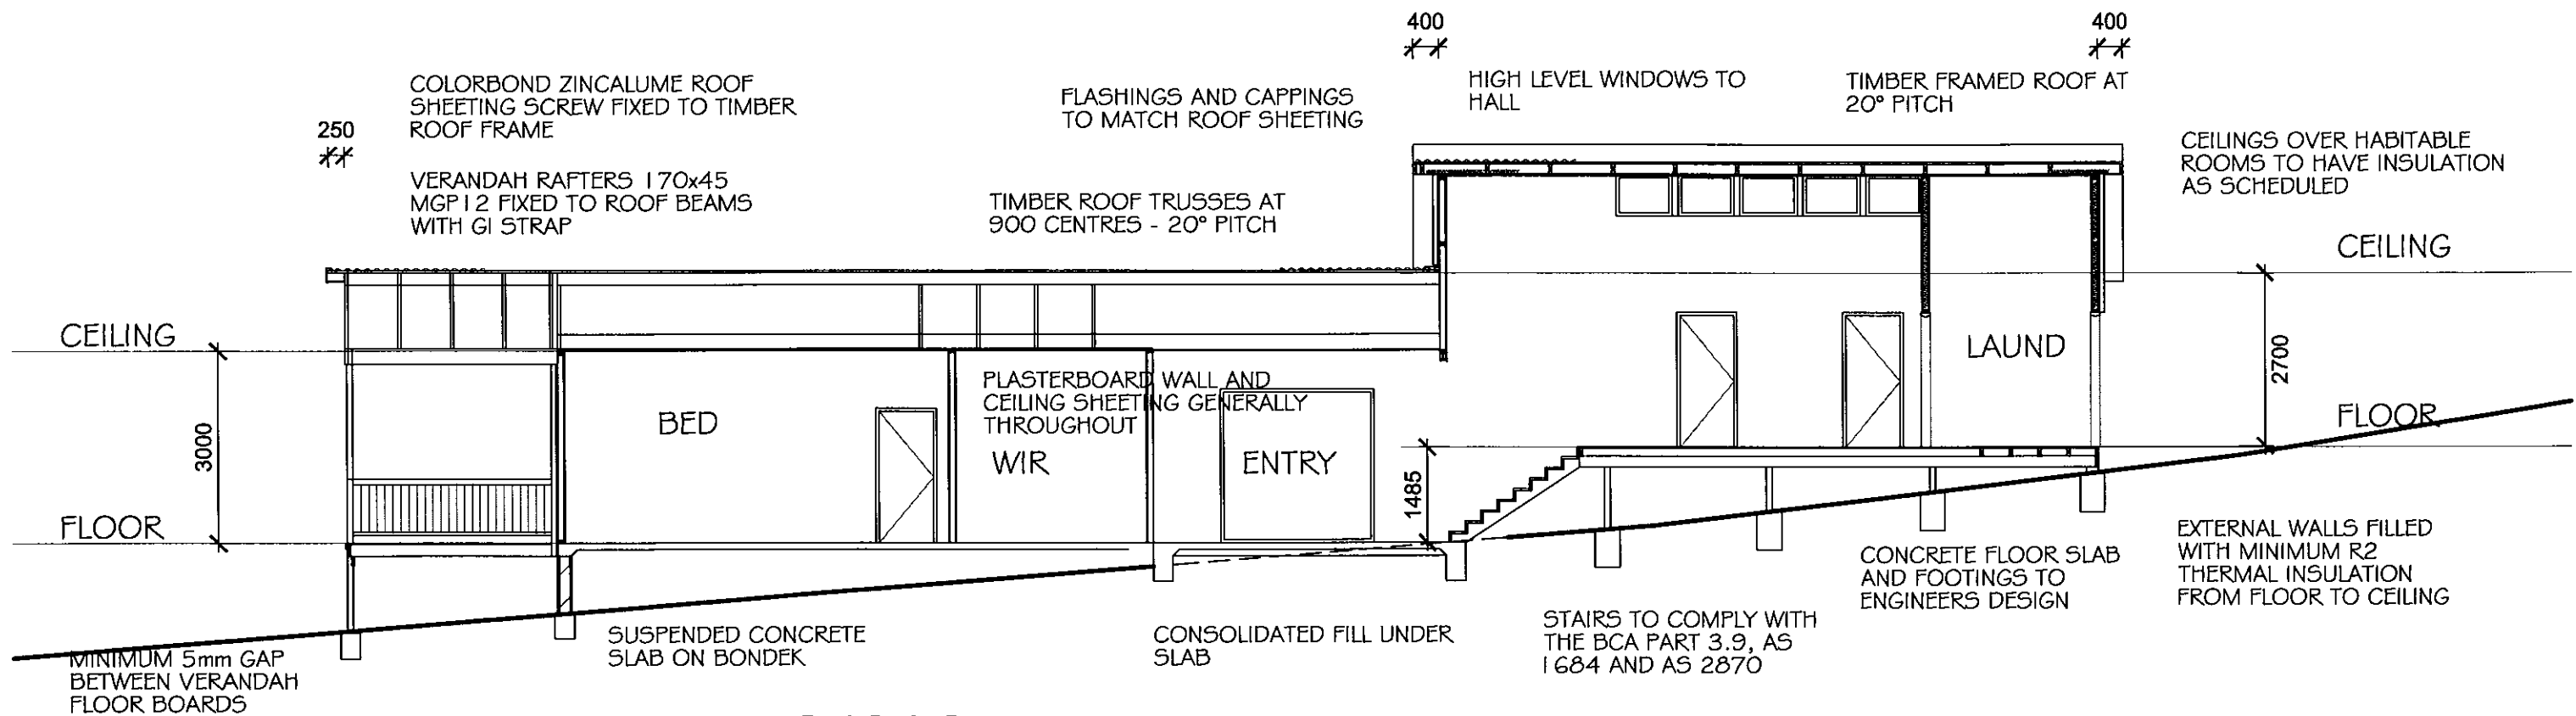 400
400
COLORBOND ZINCALUME ROOF
SHEETING SCREW FIXED TO TIMBER
ROOF FRAME
250
VERANDAH RAFTERS 170x45
MGP12 FIXED TO ROOF BEAMS
WITH GI STRAP
FLASHINGS AND CAPPINGS
TO MATCH ROOF SHEETING
TIMBER ROOF TRUSSES AT
900 CENTRES - 20° PITCH
HIGH LEVEL WINDOWS TO
HALL
TIMBER FRAMED ROOF AT
20° PITCH
CEILINGS OVER HABITABLE
ROOMS TO HAVE INSULATION
AS SCHEDULED
CEILING
CEILING
3000
FLOOR
BED
PLASTERBOARD WALL AND
CEILING SHEETING GENERALLY
THROUGHOUT
WIR
ENTRY
1485
LAUND
2700
FLOOR
MINIMUM 5mm GAP
BETWEEN VERANDAH
FLOOR BOARDS
SUSPENDED CONCRETE
SLAB ON BONDEK
CONSOLIDATED FILL UNDER
SLAB
STAIRS TO COMPLY WITH
THE BCA PART 3.9, AS
1684 AND AS 2870
CONCRETE FLOOR SLAB
AND FOOTINGS TO
ENGINEERS DESIGN
EXTERNAL WALLS FILLED
WITH MINIMUM R2
THERMAL INSULATION
FROM FLOOR TO CEILING